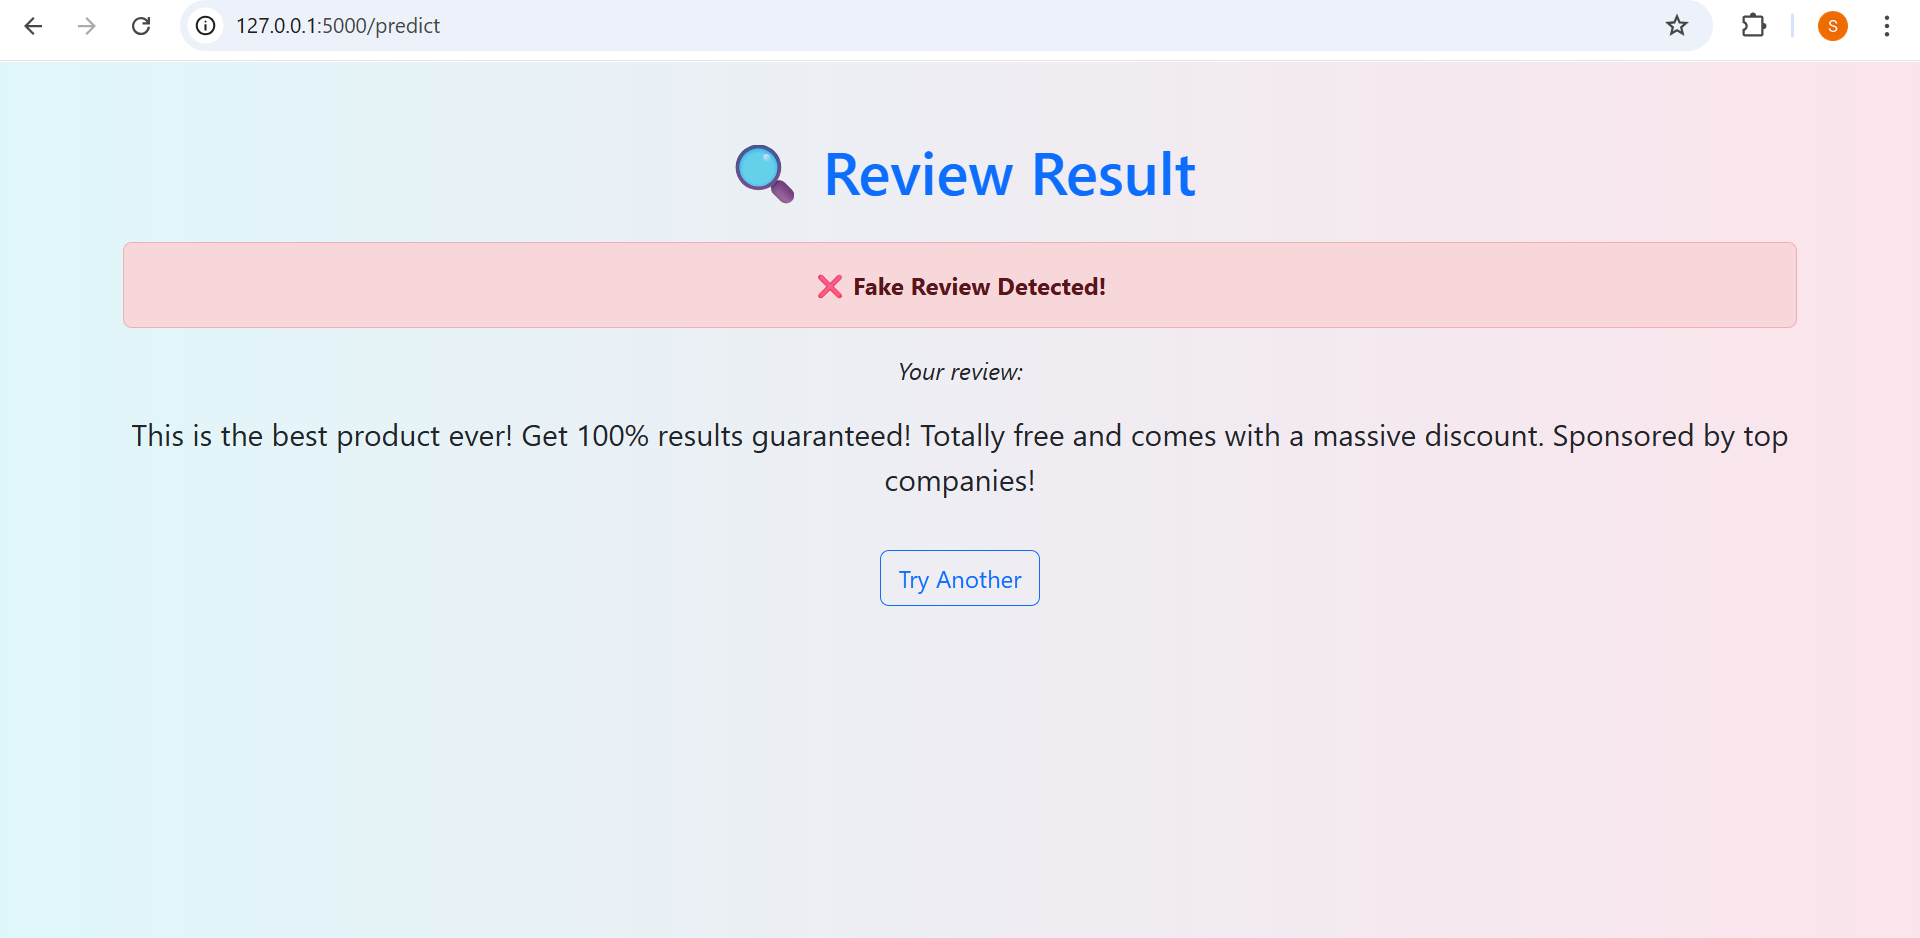 127.0.0.1:5000/predict
S
Review Result
Fake Review Detected!
Your review:
This is the best product ever! Get 100% results guaranteed! Totally free and comes with a massive discount. Sponsored by top
companies!
Try Another